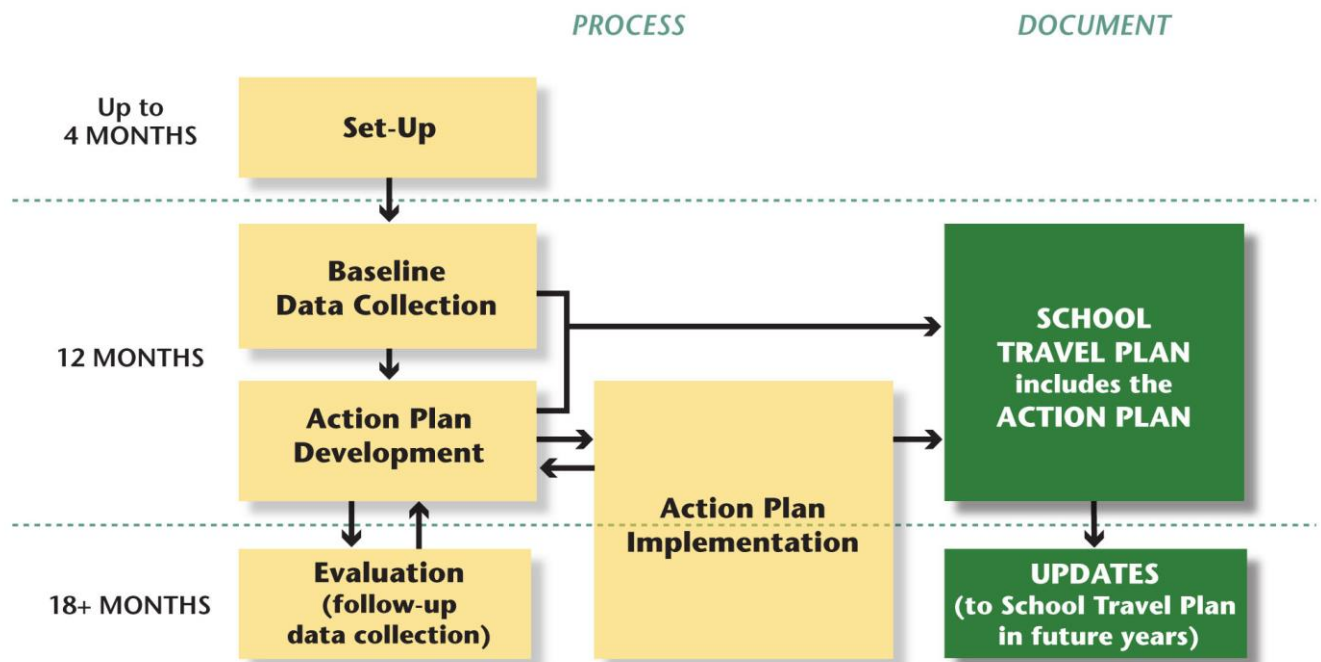 PROCESS
DOCUMENT
Up to
4 MONTHS
Set-Up
12 MONTHS
Baseline
Data Collection
Action Plan
Development
Action Plan
Implementation
SCHOOL
TRAVEL PLAN
includes the
ACTION PLAN
18+ MONTHS
Evaluation
(follow-up
data collection)
UPDATES
(to School Travel Plan
in future years)